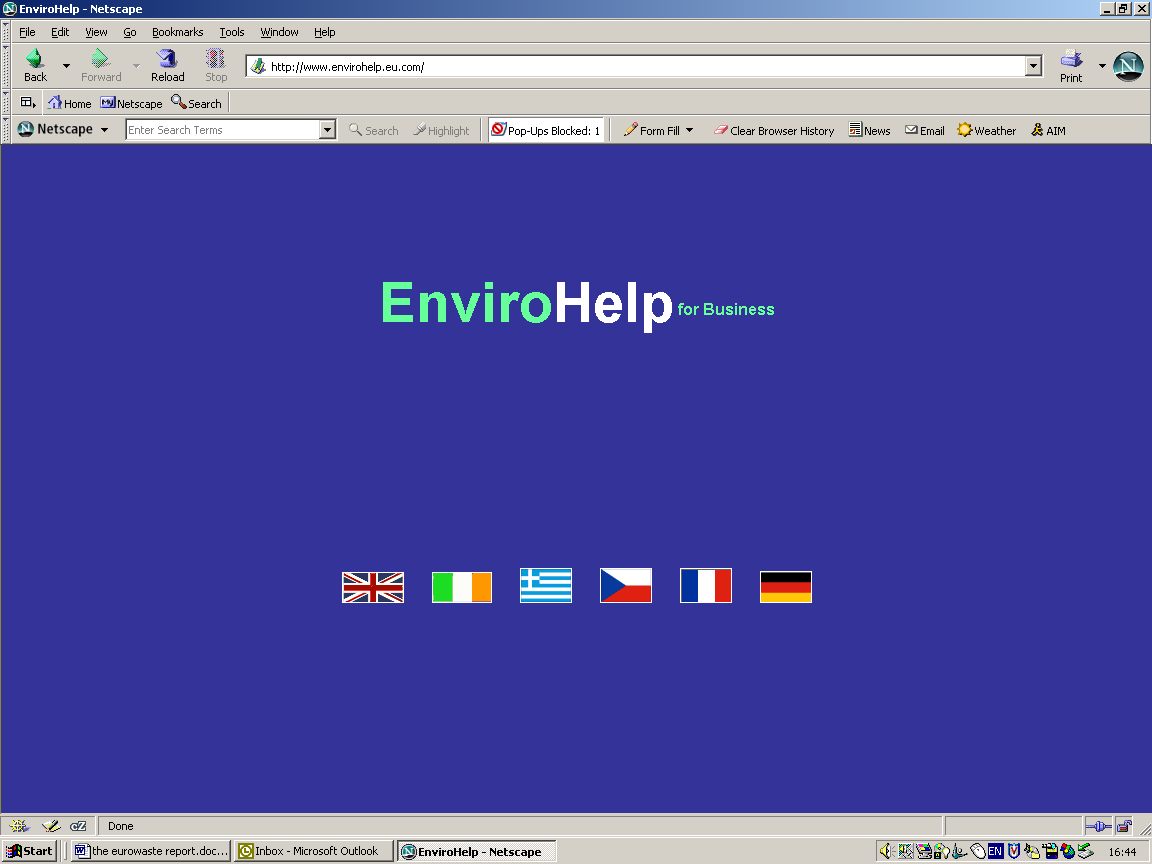 EnviroHelp - Netscape
File Edit View Go Bookmarks Tools Window Help
http://www.envirohelp.eu.com/
Back Forward Reload Stop Print
Home Netscape Search
Netscape Enter Search Terms Search Highlight Pop-Ups Blocked: 1 Form Fill Clear Browser History News Email Weather AIM
EnviroHelp for Business
Done
Start the eurowaste report.doc... Inbox - Microsoft Outlook EnviroHelp - Netscape EN 16:44